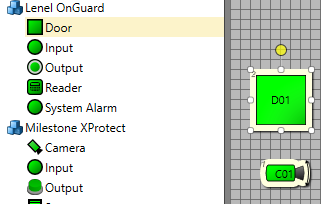 Lenel OnGuard
Door
Input
Output
Reader
System Alarm
Milestone XProtect
Camera
Input
Output
D01
C01